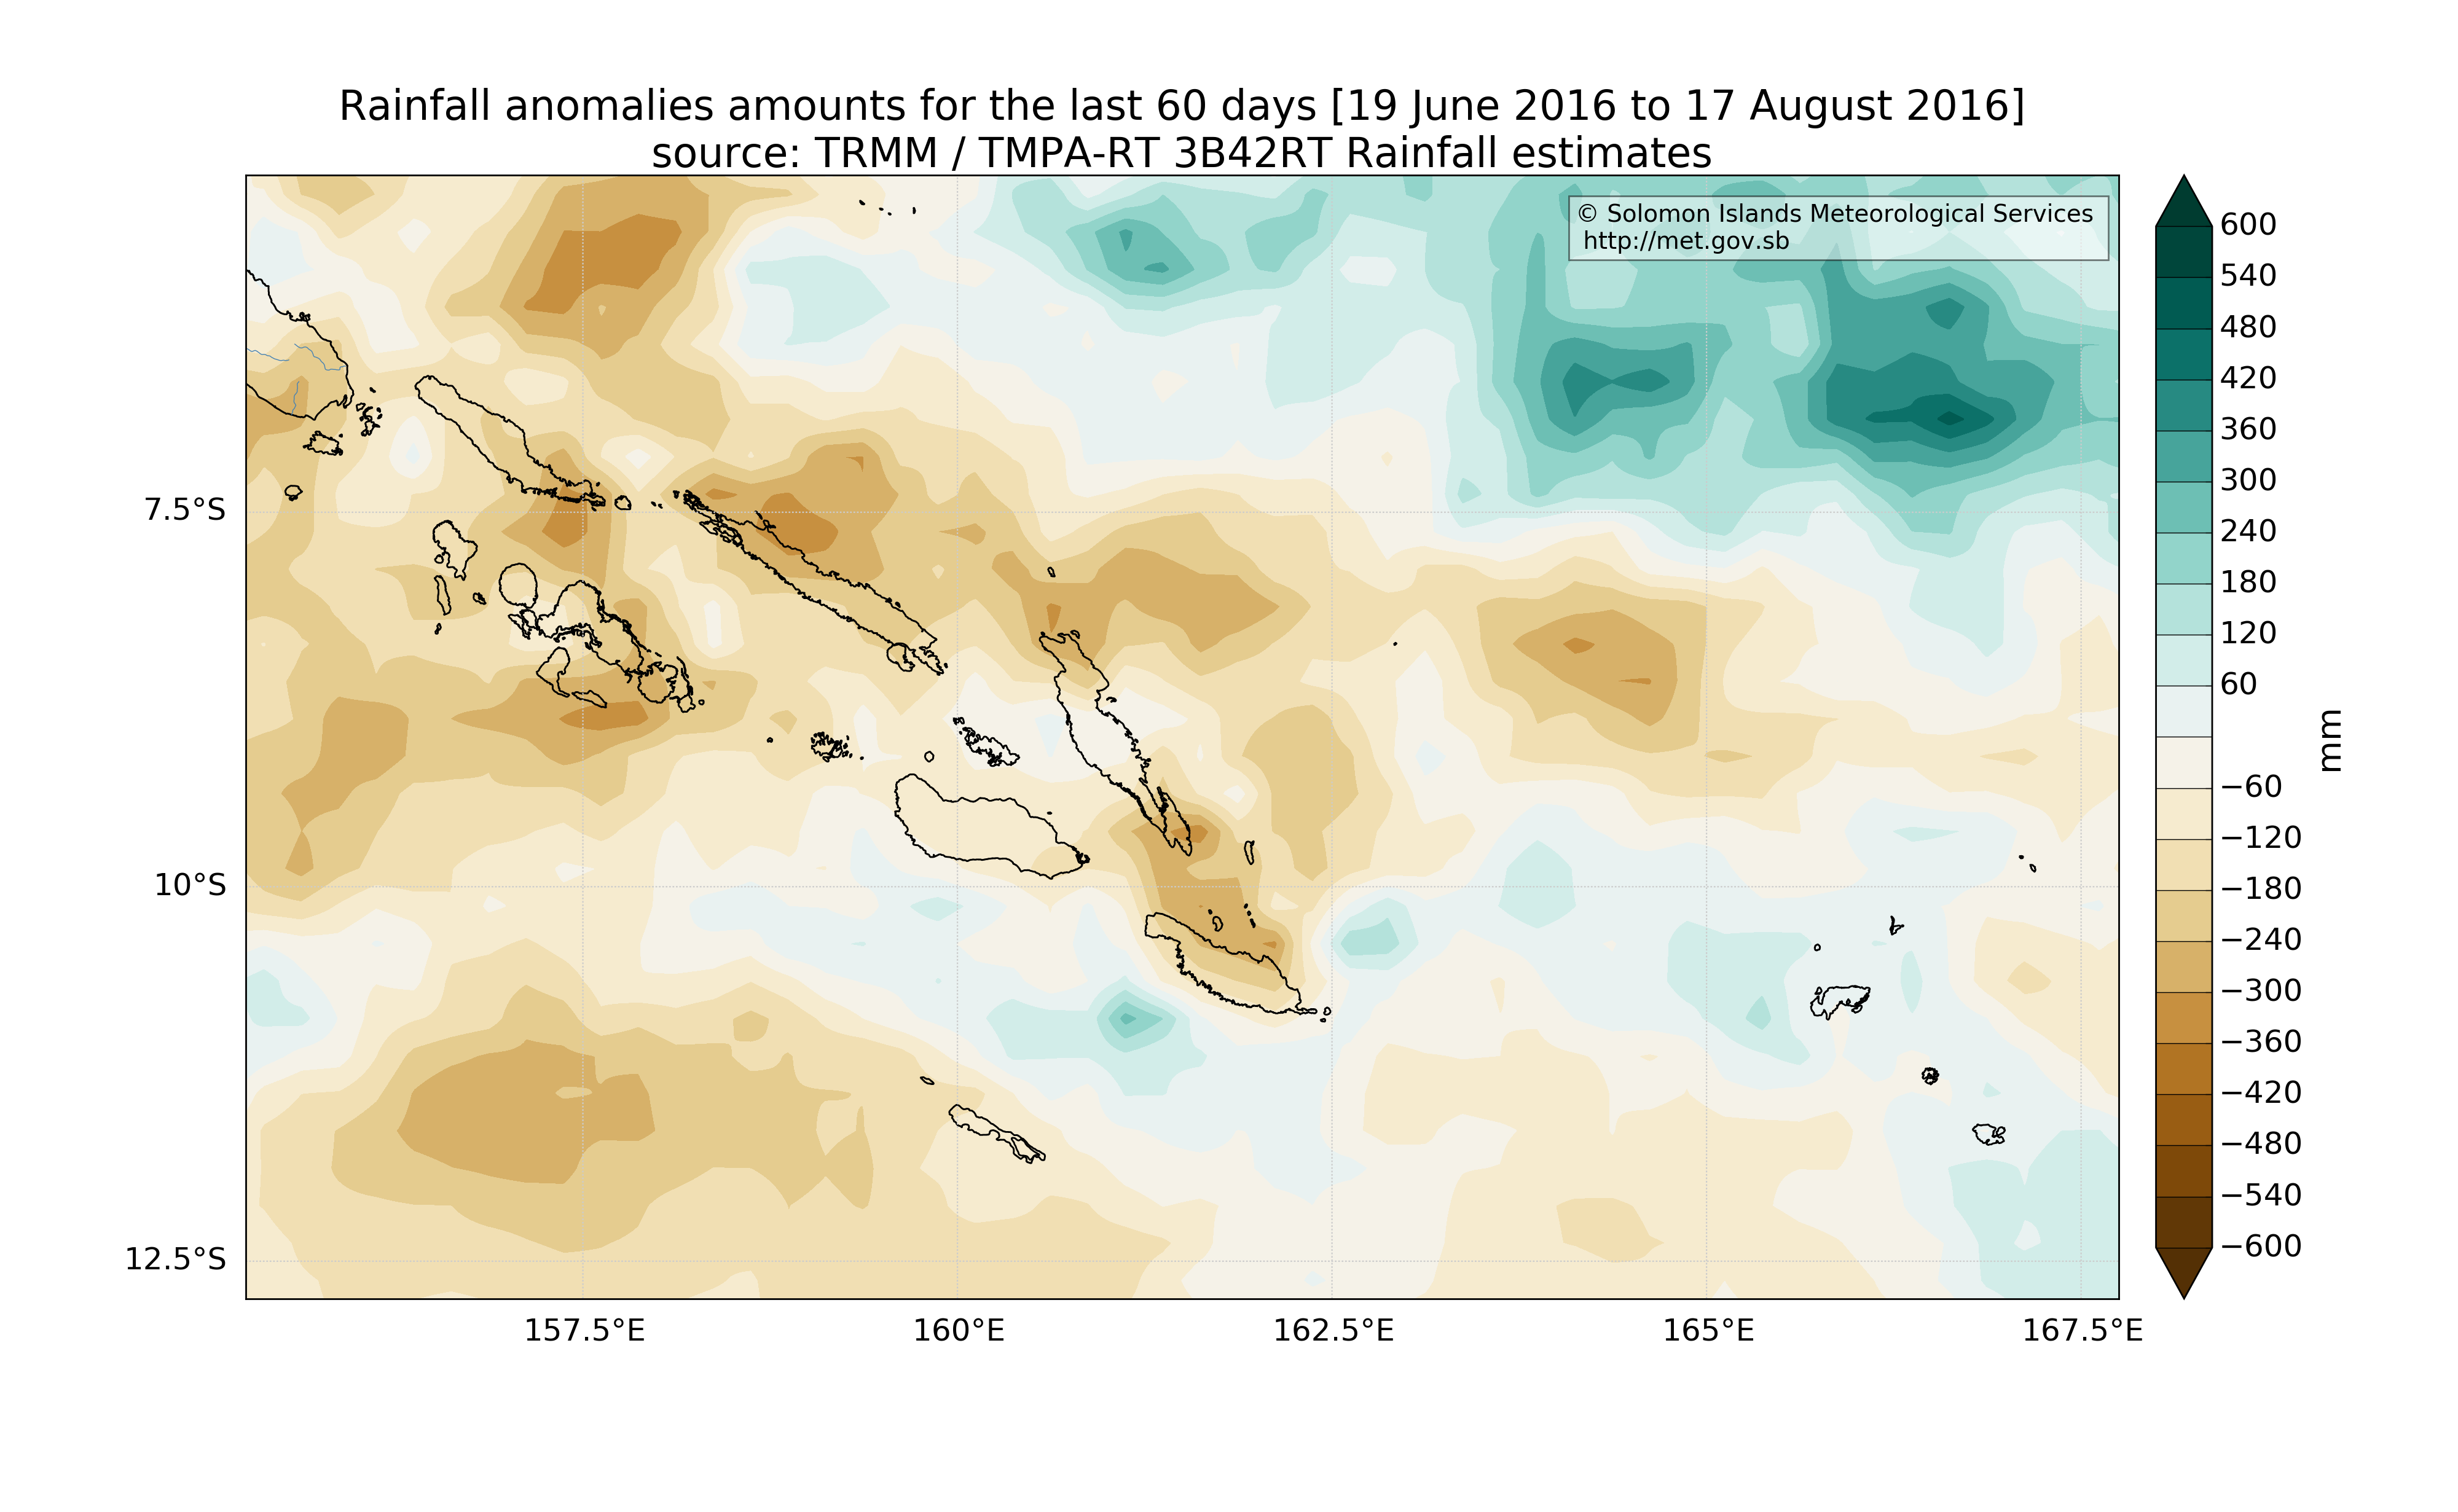 Rainfall anomalies amounts for the last 60 days [19 June 2016 to 17 August 2016]
source: TRMM / TMPA-RT 3B42RT Rainfall estimates
© Solomon Islands Meteorological Services
http://met.gov.sb
7.5°S
10°S
12.5°S
157.5°E
160°E
162.5°E
165°E
167.5°E
600
540
480
420
360
300
240
180
120
60
−60
−120
−180
−240
−300
−360
−420
−480
−540
−600
mm